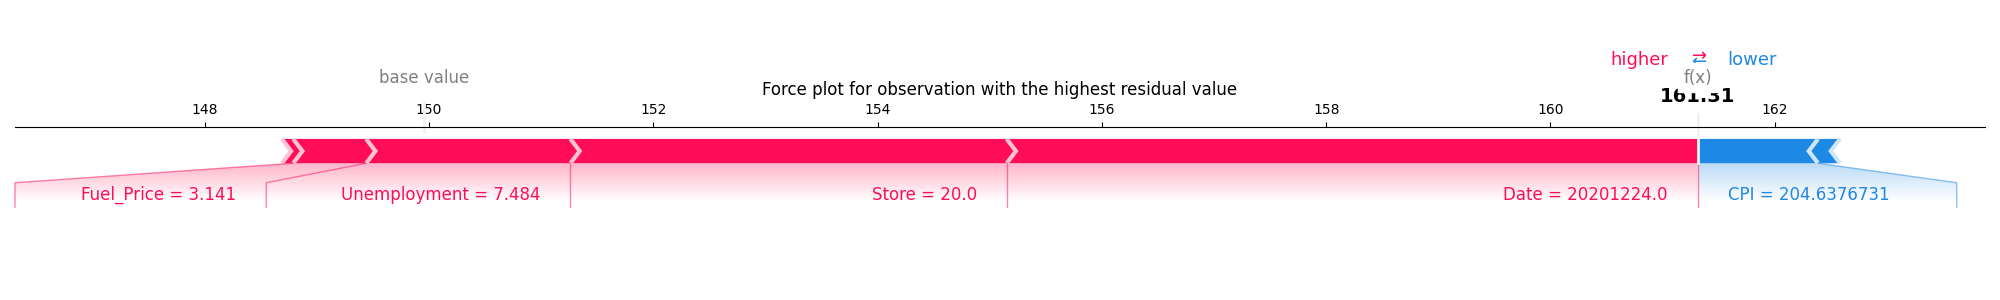 higher ⇄ lower
base value
f(x)
Force plot for observation with the highest residual value
161.31
148 150 152 154 156 158 160 162
Fuel_Price = 3.141 Unemployment = 7.484 Store = 20.0 Date = 20201224.0 CPI = 204.6376731